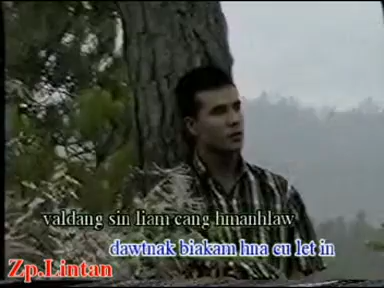 valdang sin liam cang hmanhlaw
dawtnak biakam hna cu let in
Zp.Lintan